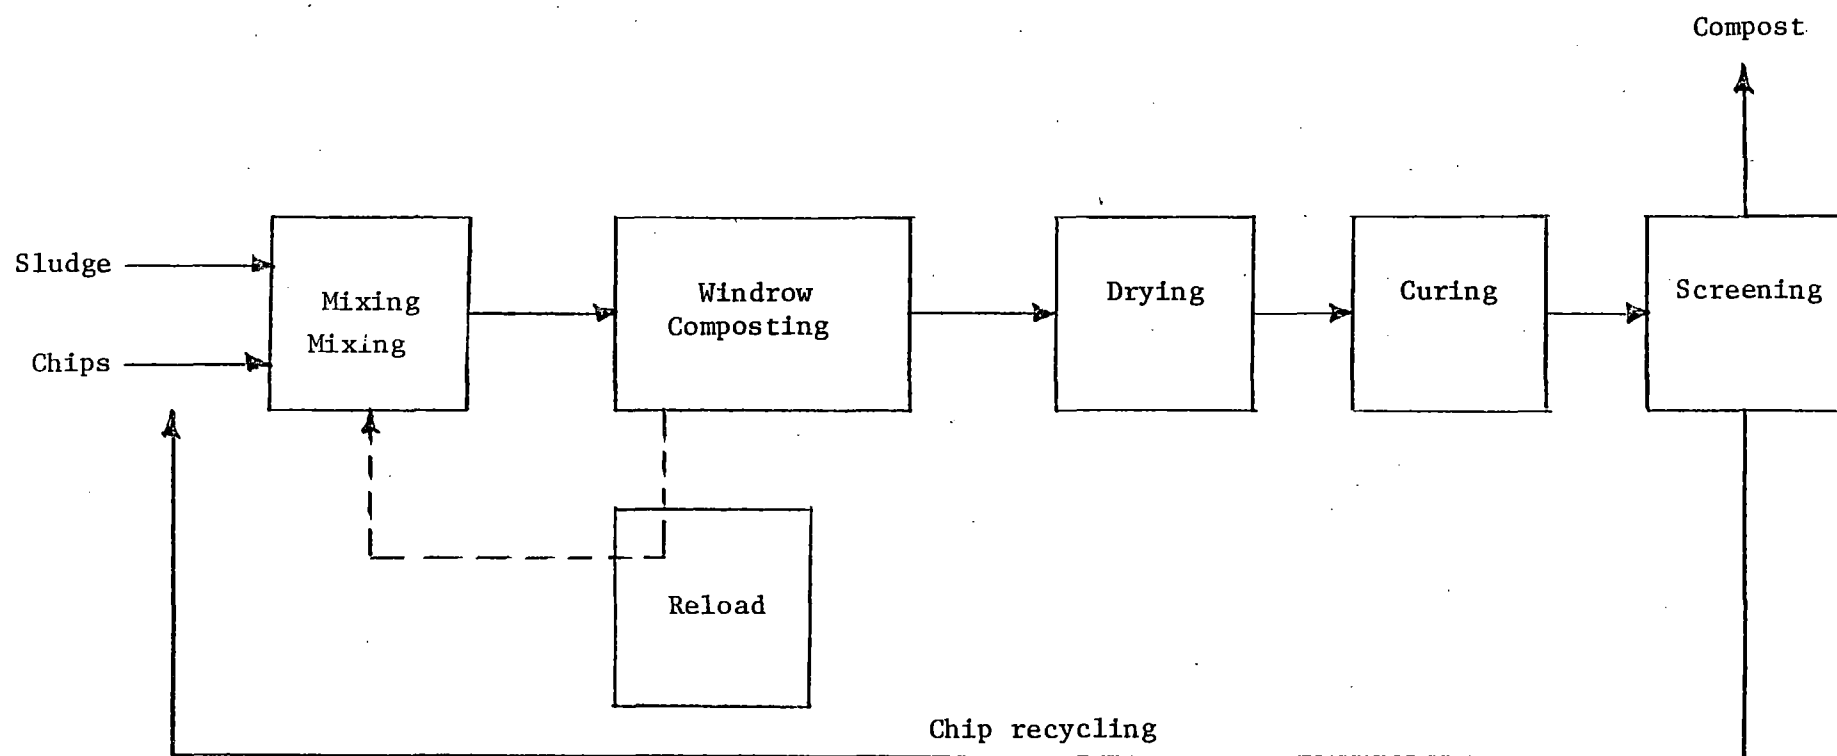 Compost
Sludge
Chips
Mixing
Mixing
Windrow
Composting
Drying
Curing
Screening
Reload
Chip recycling